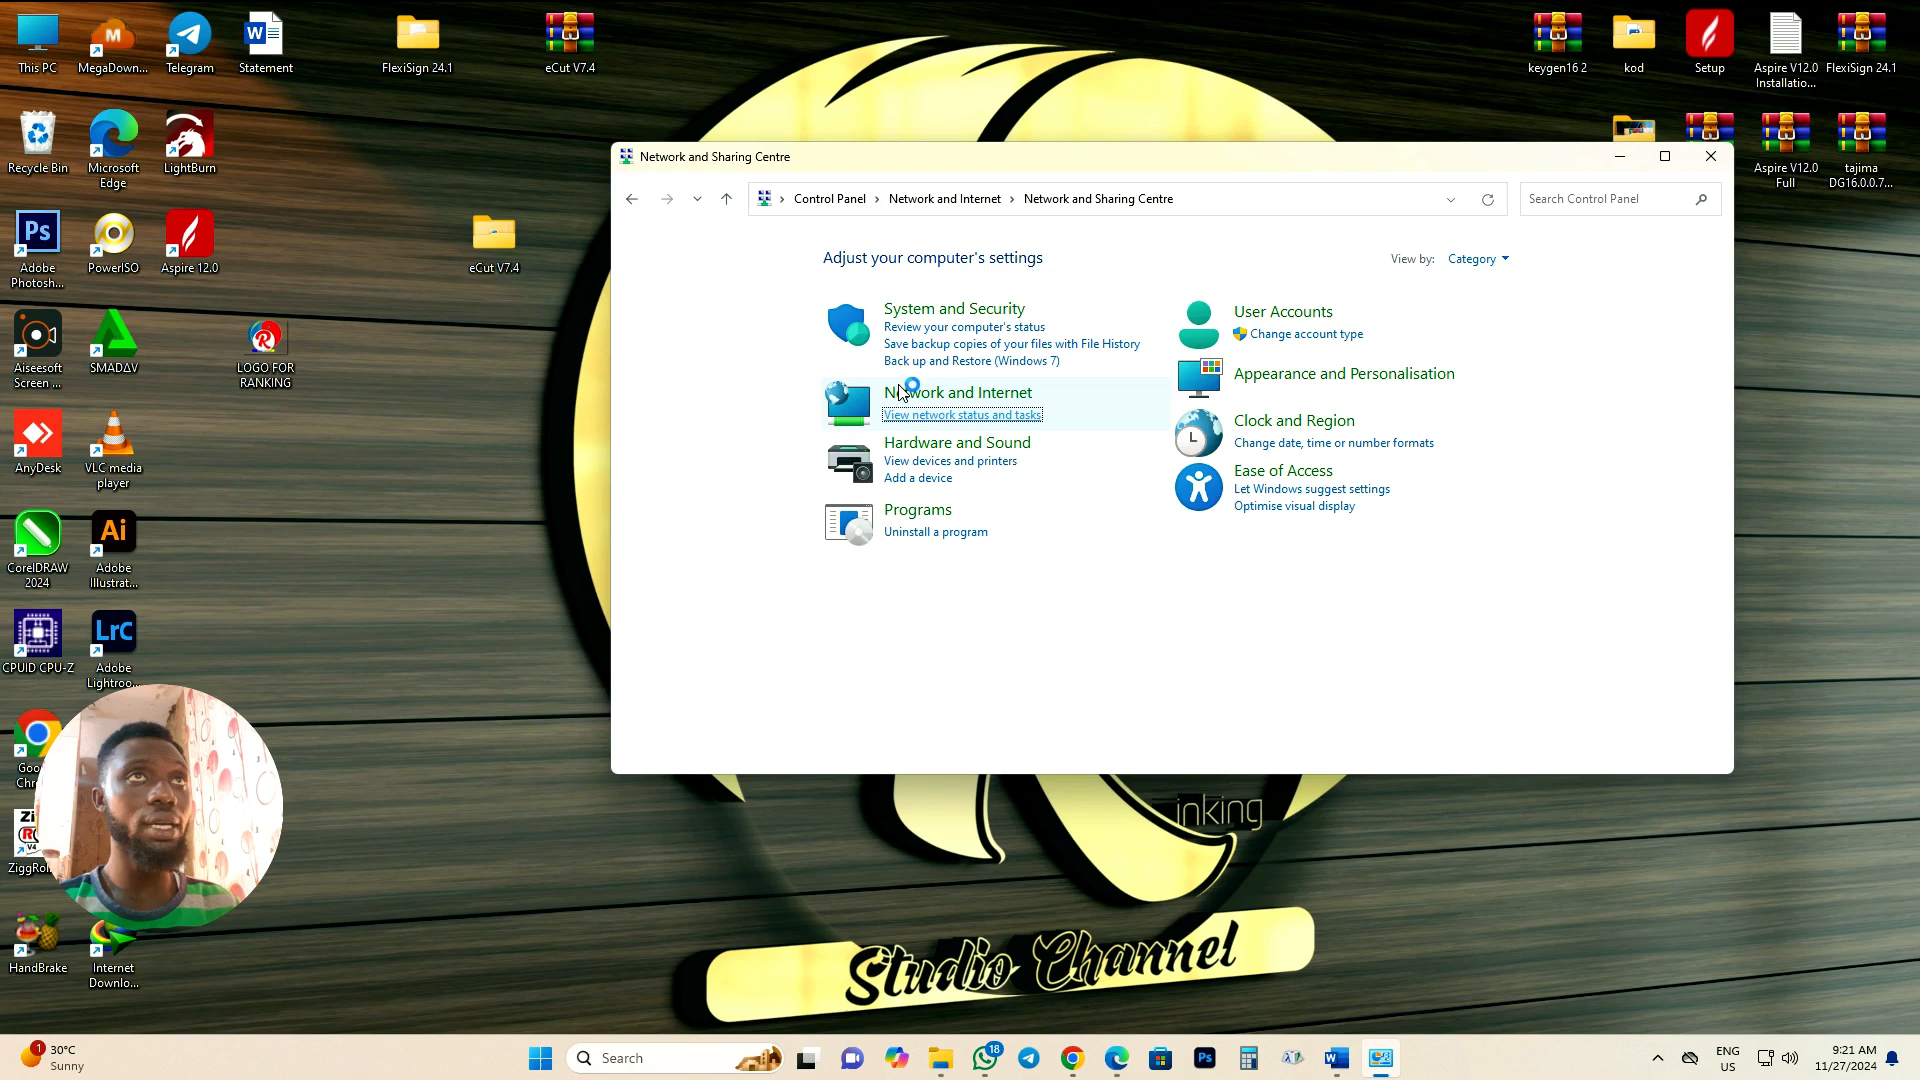 This PC
MegaDown...
Telegram
Statement
FlexiSign 24.1
eCut V7.4
keygen16 2
kod
Setup
Aspire V12.0
Installatio...
FlexiSign 24.1
Recycle Bin
Microsoft
Edge
LightBurn
Aspire V12.0
Full
tajima
DG16.0.0.7...
Adobe
Photosh...
PowerISO
Aspire 12.0
eCut V7.4
Aiseesoft
Screen ...
SMADΔV
LOGO FOR
RANKING
AnyDesk
VLC media
player
CorelDRAW
2024
Adobe
Illustrat...
CPUID CPU-Z
Adobe
Lightroo...
Goo
Chr
ZiggRol
HandBrake
Internet
Downlo...
Network and Sharing Centre
Control Panel > Network and Internet > Network and Sharing Centre
Search Control Panel
Adjust your computer's settings
View by: Category
System and Security
Review your computer's status
Save backup copies of your files with File History
Back up and Restore (Windows 7)
Network and Internet
View network status and tasks
Hardware and Sound
View devices and printers
Add a device
Programs
Uninstall a program
User Accounts
Change account type
Appearance and Personalisation
Clock and Region
Change date, time or number formats
Ease of Access
Let Windows suggest settings
Optimise visual display
inking
Studio Channel
1
30°C
Sunny
Search
18
ENG
US
9:21 AM
11/27/2024